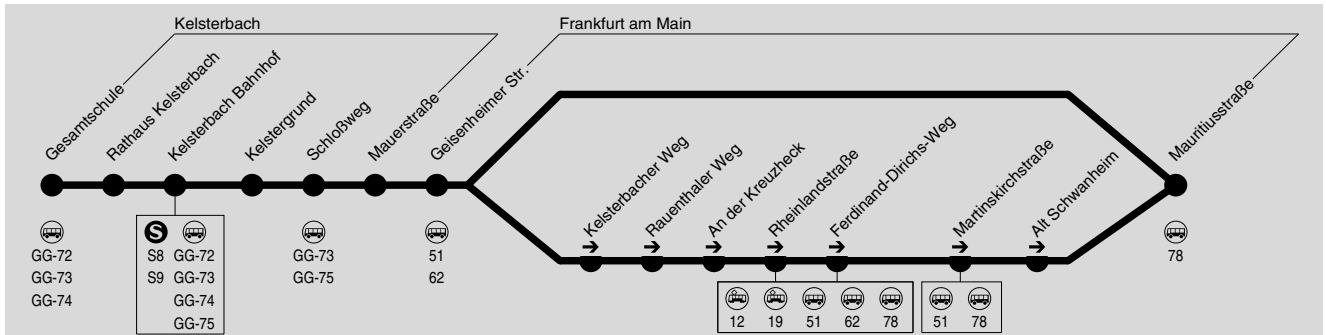 Kelsterbach
Frankfurt am Main
Gesamtschule
Rathaus Kelsterbach
Kelsterbach Bahnhof
Kelstergrund
Schloßweg
Mauerstraße
Geisenheimer Str.
Kelsterbacher Weg
Rauenthaler Weg
An der Kreuzheck
Rheinlandstraße
Ferdinand-Dirichs-Weg
Martinskirchstraße
Alt Schwanheim
Mauritiusstraße
GG-72
GG-73
GG-74
S
S8 GG-72
S9 GG-73
GG-74
GG-75
GG-73
GG-75
51
62
12 19 51 62 78
51 78
78